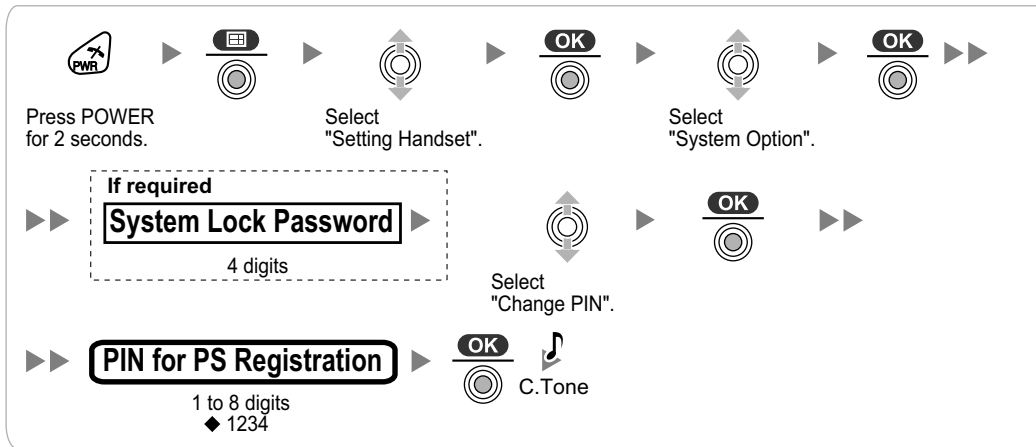 PWR
OK
OK
Press POWER
for 2 seconds.
Select
"Setting Handset".
Select
"System Option".
If required
System Lock Password
4 digits
OK
Select
"Change PIN".
PIN for PS Registration
1 to 8 digits
◆ 1234
OK
C.Tone